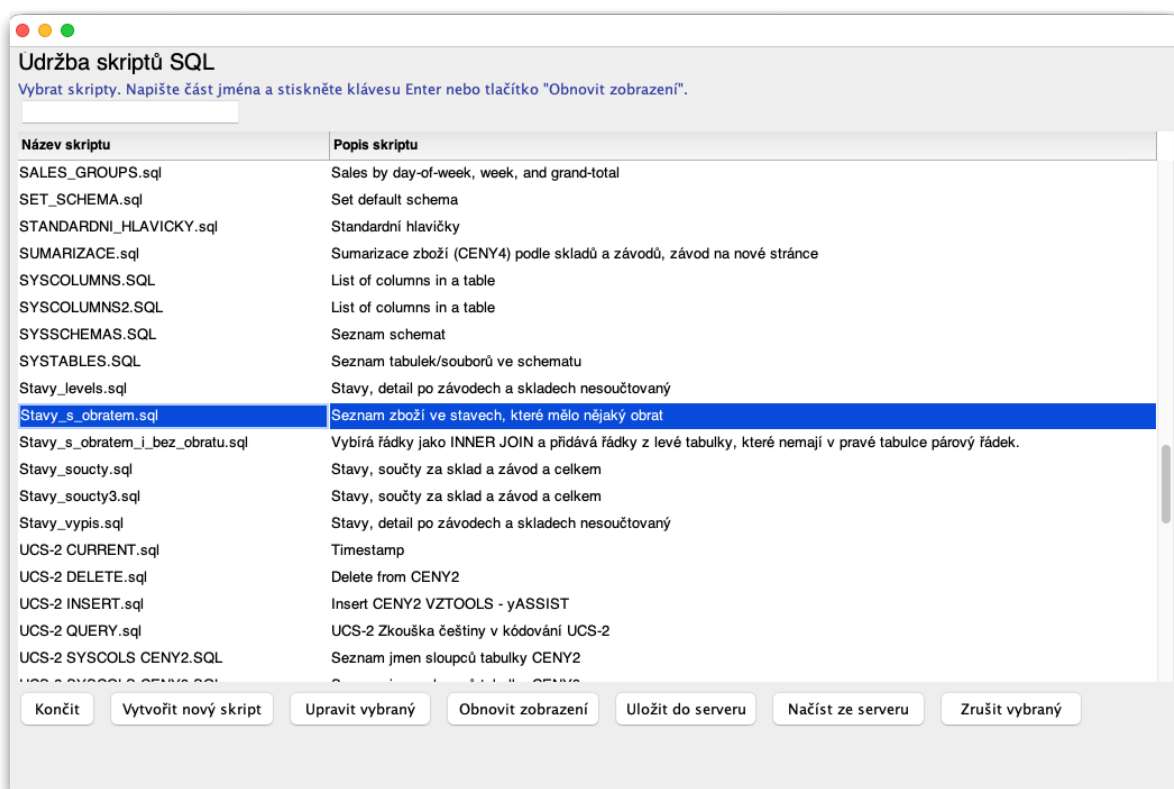 Údržba skriptů SQL
Vybrat skripty. Napište část jména a stiskněte klávesu Enter nebo tlačítko "Obnovit zobrazení".
Název skriptu Popis skriptu
SALES_GROUPS.sql Sales by day-of-week, week, and grand-total
SET_SCHEMA.sql Set default schema
STANDARDNI_HLAVICKY.sql Standardní hlavičky
SUMARIZACE.sql Sumarizace zboží (CENY4) podle skladů a závodů, závod na nové stránce
SYSCOLUMNS.SQL List of columns in a table
SYSCOLUMNS2.SQL List of columns in a table
SYSSCHEMAS.SQL Seznam schemat
SYSTABLES.SQL Seznam tabulek/souborů ve schematu
Stavy_levels.sql Stavy, detail po závodech a skladech nesoučtovaný
Stavy_s_obratem.sql Seznam zboží ve stavech, které mělo nějaký obrat
Stavy_s_obratem_i_bez_obratu.sql Vybírá řádky jako INNER JOIN a přidává řádky z levé tabulky, které nemají v pravé tabulce párový řádek.
Stavy_soucty.sql Stavy, součty za sklad a závod a celkem
Stavy_soucty3.sql Stavy, součty za sklad a závod a celkem
Stavy_vypis.sql Stavy, detail po závodech a skladech nesoučtovaný
UCS-2 CURRENT.sql Timestamp
UCS-2 DELETE.sql Delete from CENY2
UCS-2 INSERT.sql Insert CENY2 VZTOOLS - yASSIST
UCS-2 QUERY.sql UCS-2 Zkouška češtiny v kódování UCS-2
UCS-2 SYSCOLS CENY2.SQL Seznam jmen sloupců tabulky CENY2
Končit Vytvořit nový skript Upravit vybraný Obnovit zobrazení Uložit do serveru Načíst ze serveru Zrušit vybraný